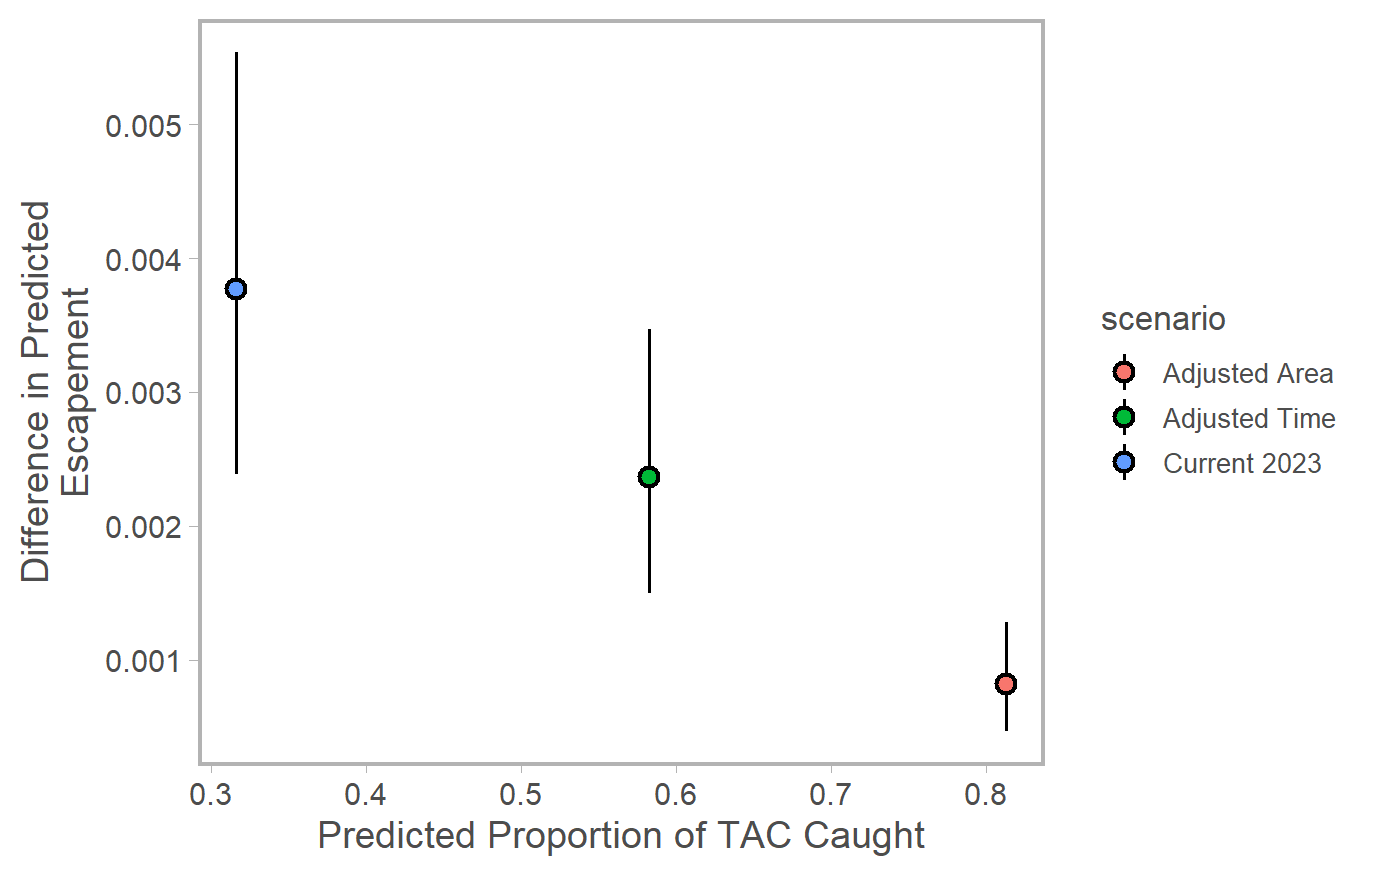 Difference in Predicted
Escapement
0.005
0.004
0.003
0.002
0.001
0.3 0.4 0.5 0.6 0.7 0.8
Predicted Proportion of TAC Caught
scenario
Adjusted Area
Adjusted Time
Current 2023